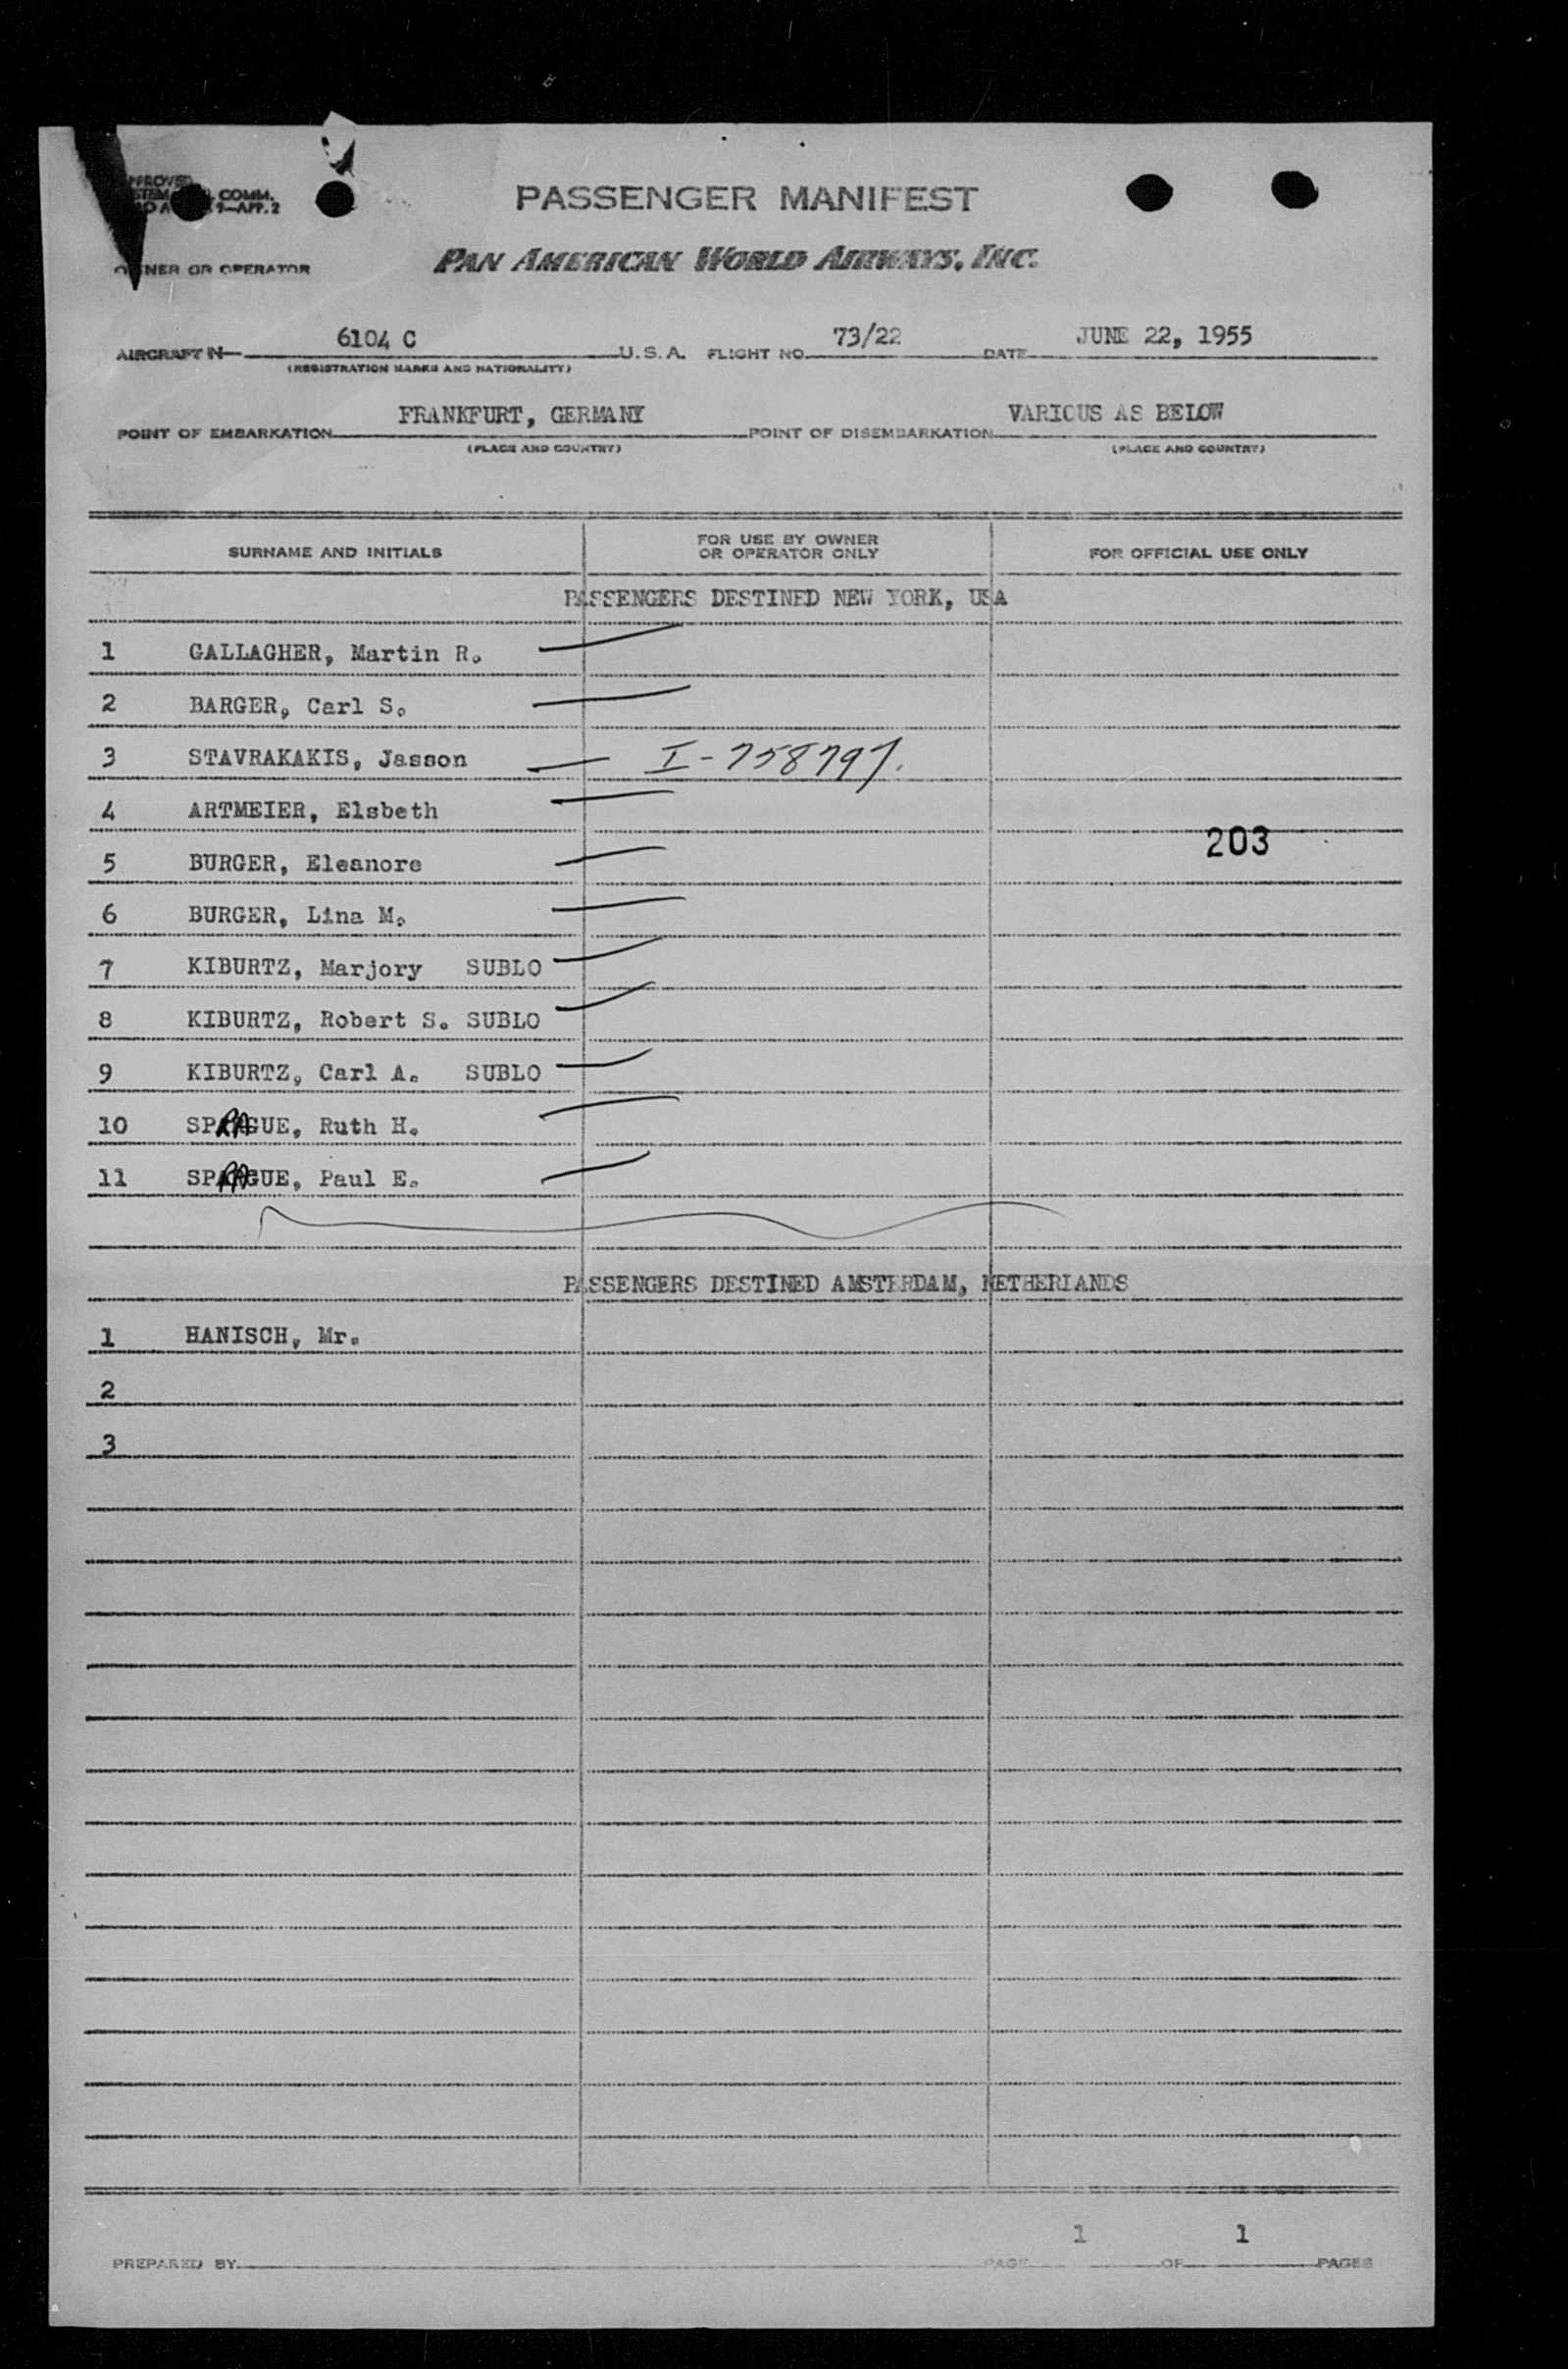 COMM.
9—APP. 2
PASSENGER MANIFEST
OWNER OR OPERATOR PAN AMERICAN WORLD AIRWAYS, INC.
AIRCRAFT N 6104 C U.S.A. FLIGHT NO. 73/22 DATE JUNE 22, 1955
(REGISTRATION MARKS AND NATIONALITY)
POINT OF EMBARKATION FRANKFURT, GERMANY POINT OF DISEMBARKATION VARIOUS AS BELOW
(PLACE AND COUNTRY) (PLACE AND COUNTRY)
SURNAME AND INITIALS FOR USE BY OWNER OR OPERATOR ONLY FOR OFFICIAL USE ONLY
PASSENGERS DESTINED NEW YORK, USA
1 GALLAGHER, Martin R.
2 BARGER, Carl S.
3 STAVRAKAKIS, Jasson I-758797.
4 ARTMEIER, Elsbeth
203
5 BURGER, Eleanore
6 BURGER, Lina M.
7 KIBURTZ, Marjory SUBLO
8 KIBURTZ, Robert S. SUBLO
9 KIBURTZ, Carl A. SUBLO
10 SPRAGUE, Ruth H.
11 SPRAGUE, Paul E.
PASSENGERS DESTINED AMSTERDAM, NETHERLANDS
1 HANISCH, Mr.
2
3
PREPARED BY PAGE 1 OF 1 PAGES